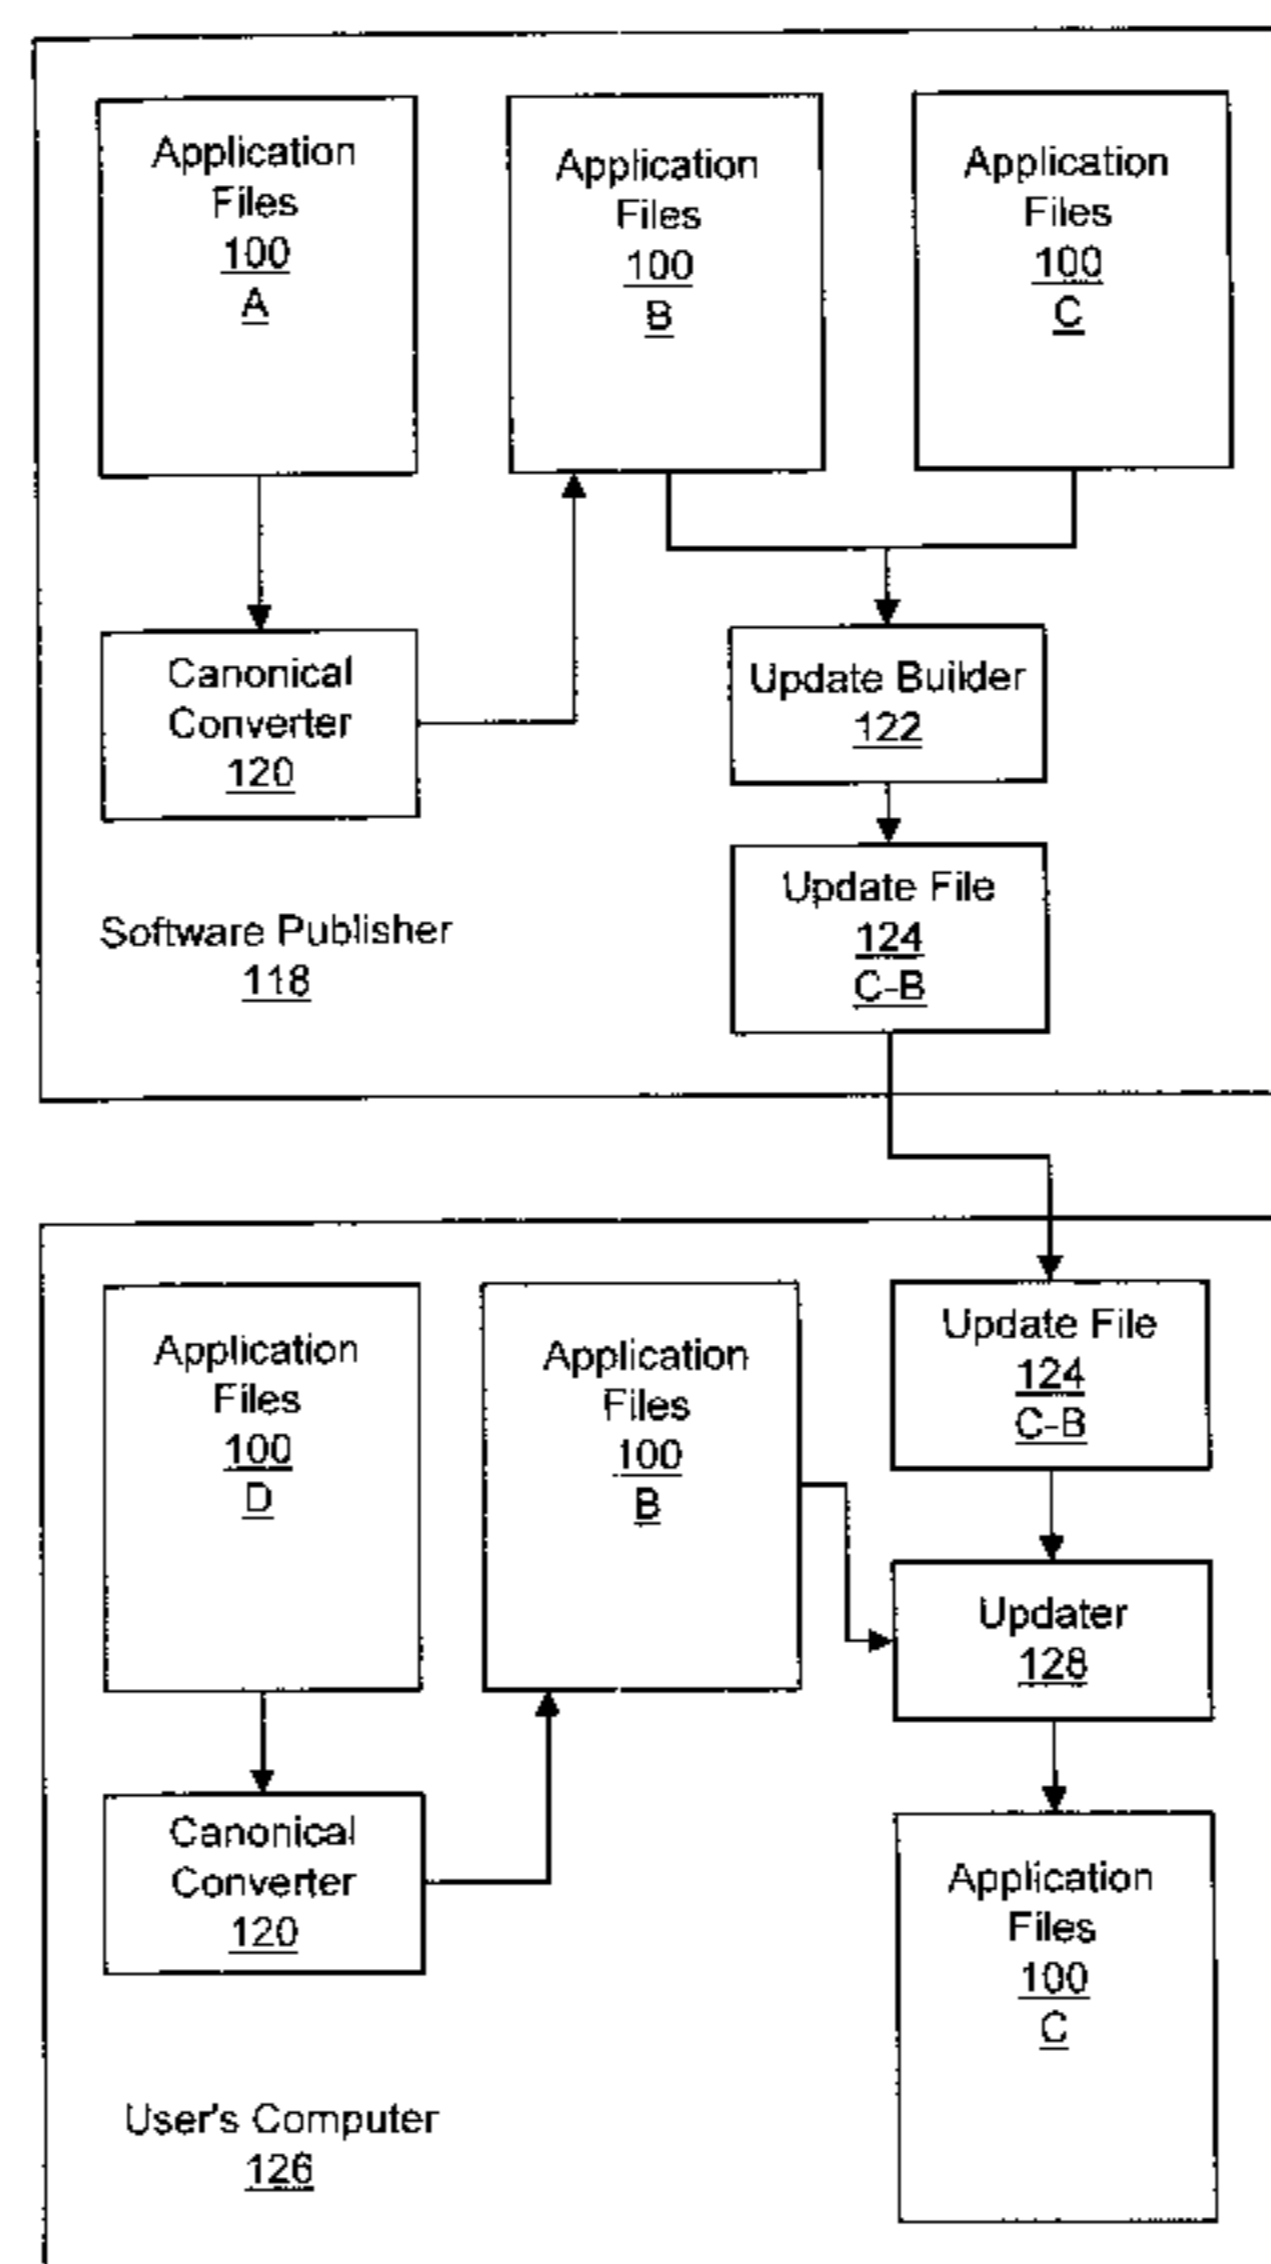 Application
Files
100
A
Application
Files
100
B
Application
Files
100
C
Canonical
Converter
120
Update Builder
122
Update File
124
C-B
Software Publisher
118
Application
Files
100
D
Application
Files
100
B
Update File
124
C-B
Updater
128
Canonical
Converter
120
Application
Files
100
C
User's Computer
126